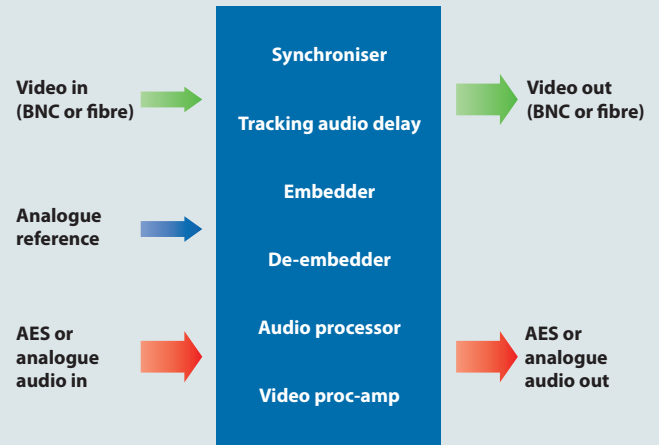 Video in
(BNC or fibre)
Analogue
reference
AES or
analogue
audio in
Synchroniser
Tracking audio delay
Embedder
De-embedder
Audio processor
Video proc-amp
Video out
(BNC or fibre)
AES or
analogue
audio out